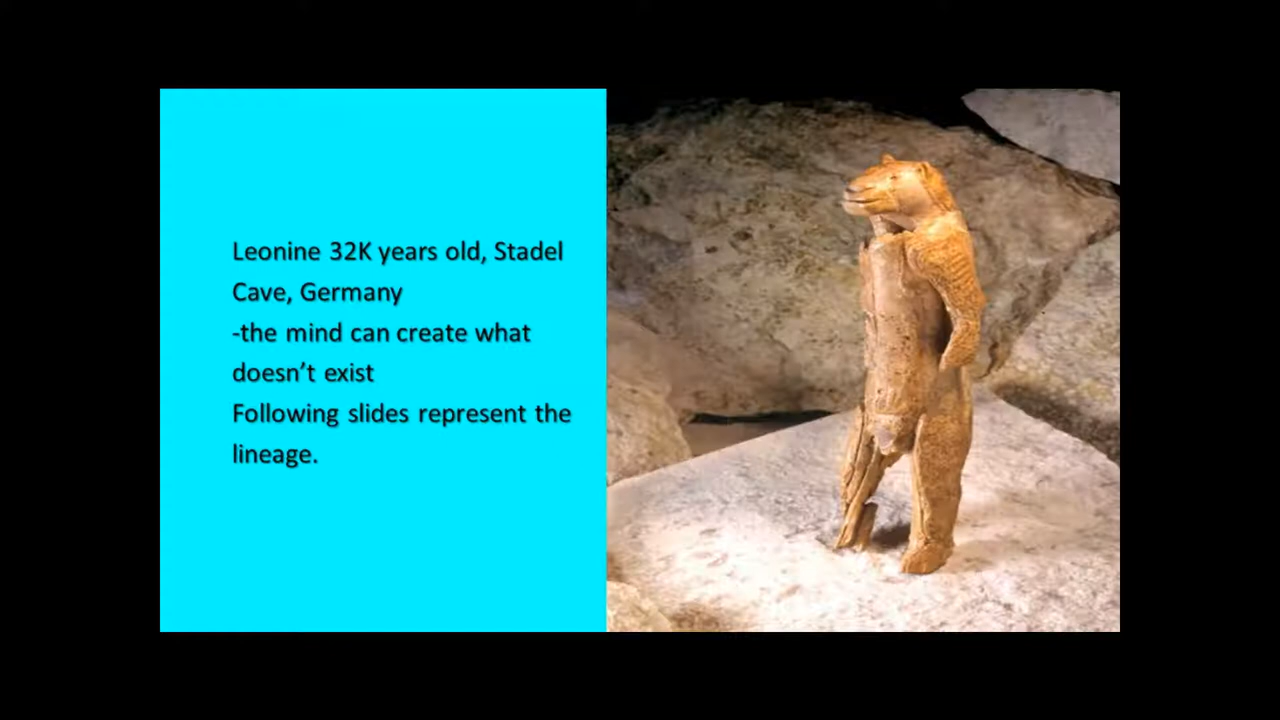 Leonine 32K years old, Stadel
Cave, Germany
-the mind can create what
doesn’t exist
Following slides represent the
lineage.